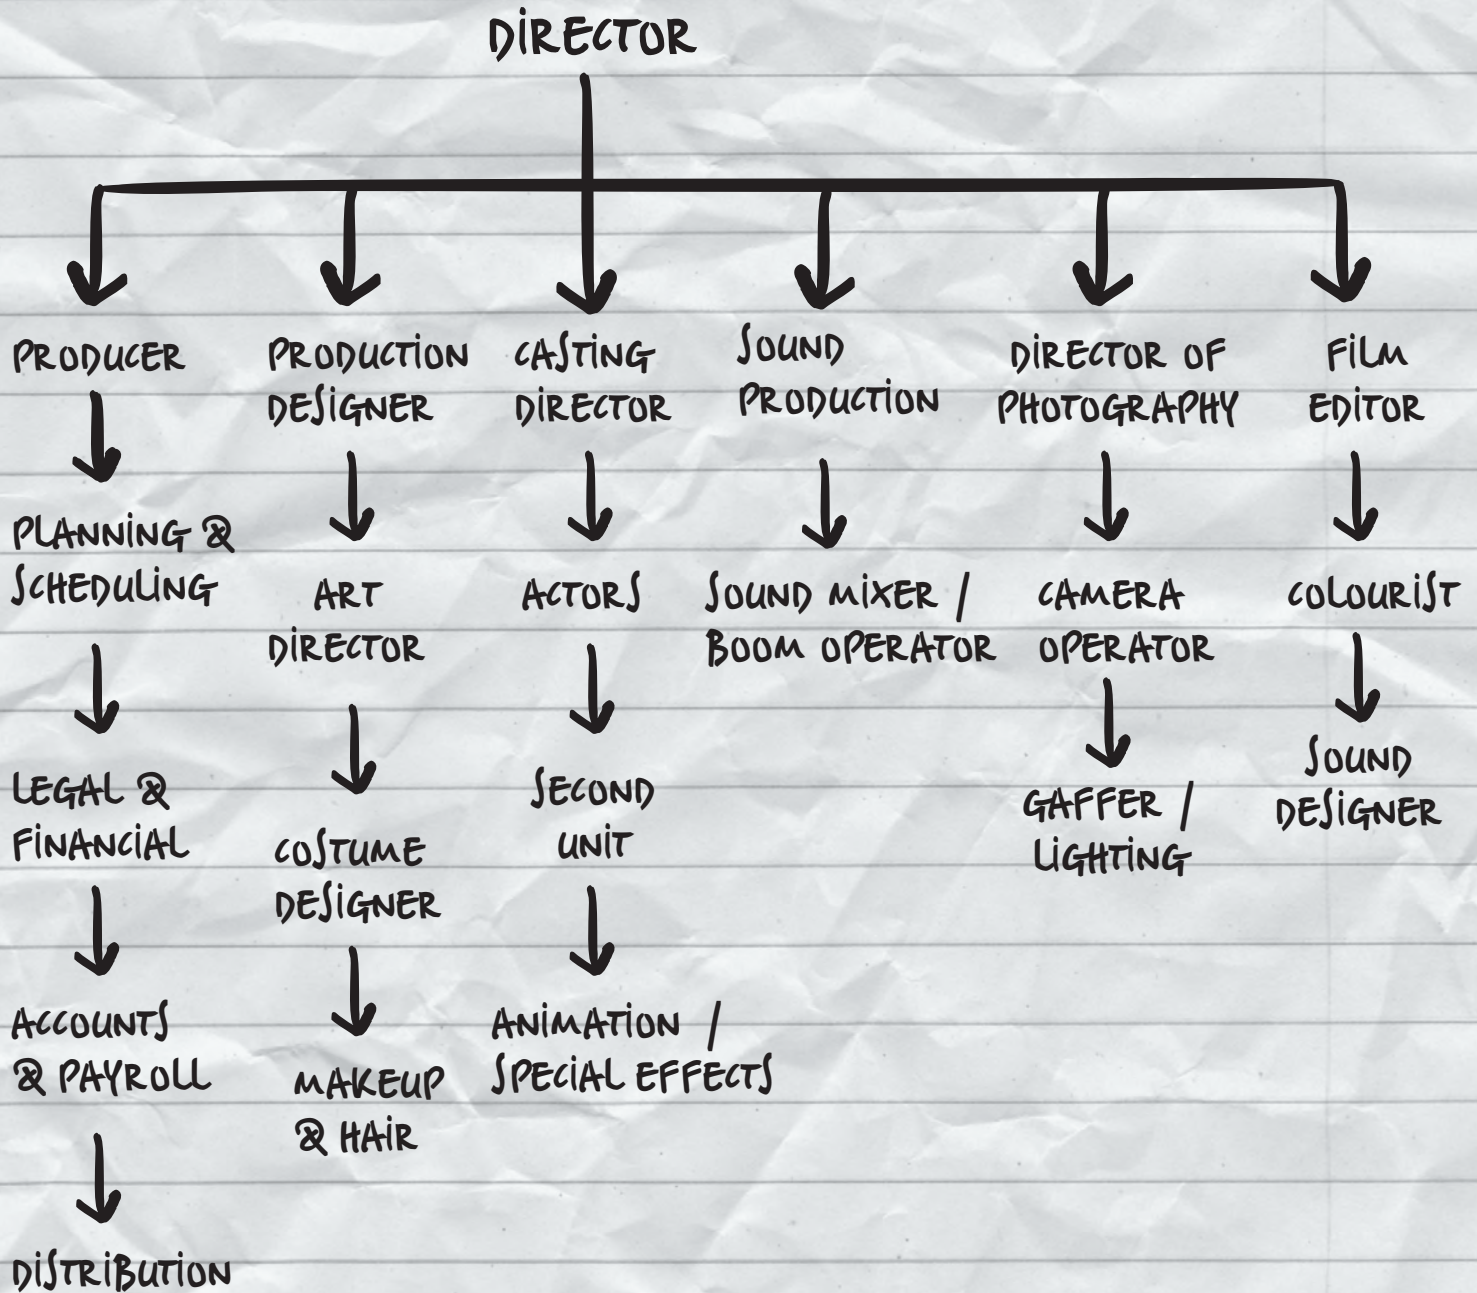 DIRECTOR
PRODUCER
PLANNING &
SCHEDULING
LEGAL &
FINANCIAL
ACCOUNTS
& PAYROLL
DISTRIBUTION
PRODUCTION
DESIGNER
ART
DIRECTOR
COSTUME
DESIGNER
MAKEUP
& HAIR
CASTING
DIRECTOR
ACTORS
SECOND
UNIT
ANIMATION /
SPECIAL EFFECTS
SOUND
PRODUCTION
SOUND MIXER /
BOOM OPERATOR
DIRECTOR OF
PHOTOGRAPHY
CAMERA
OPERATOR
GAFFER /
LIGHTING
FILM
EDITOR
COLOURIST
SOUND
DESIGNER